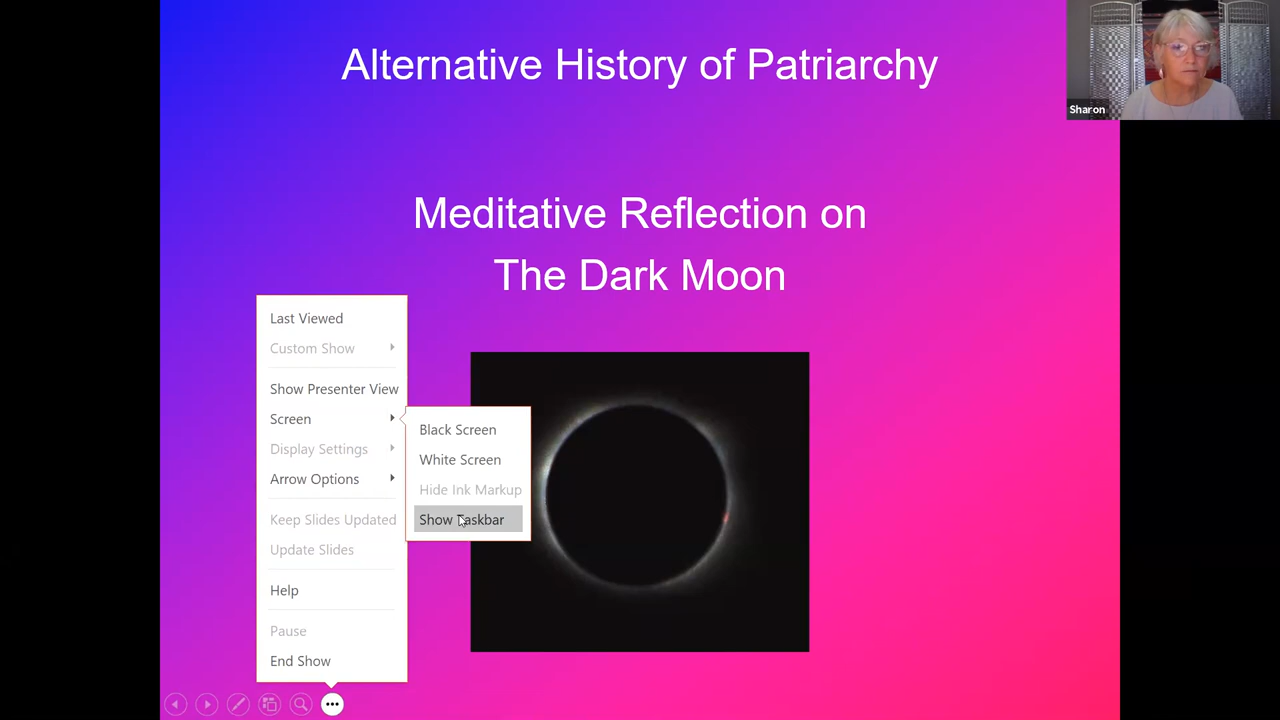 Alternative History of Patriarchy
Sharon
Meditative Reflection on
The Dark Moon
Last Viewed
Custom Show
Show Presenter View
Screen
Display Settings
Arrow Options
Keep Slides Updated
Update Slides
Help
Pause
End Show
Black Screen
White Screen
Hide Ink Markup
Show Taskbar